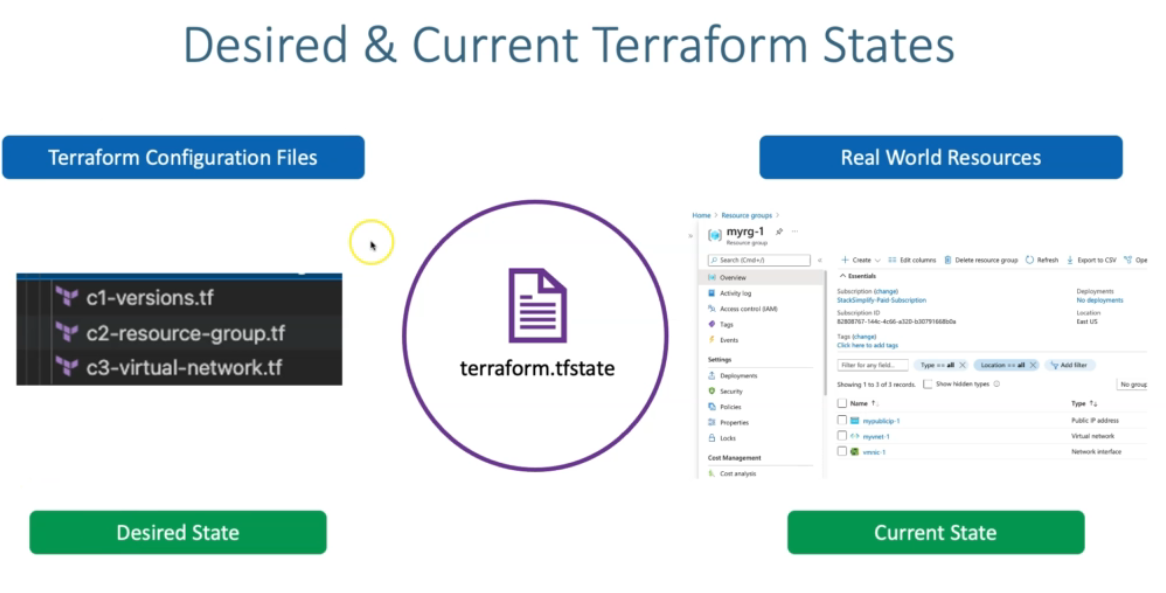 Desired & Current Terraform States
Terraform Configuration Files
Real World Resources
c1-versions.tf
c2-resource-group.tf
c3-virtual-network.tf
terraform.tfstate
Home > Resource groups >
myrg-1
Resource group
Search (Cmd+/)
Overview
Activity log
Access control (IAM)
Tags
Events
Settings
Deployments
Security
Policies
Properties
Locks
Cost Management
Cost analysis
Create Edit columns Delete resource group Refresh Export to CSV Ope
Essentials
Subscription (change)
StackSimplify-Paid-Subscription
Subscription ID
Tags (change)
Click here to add tags
Deployments
No deployments
Location
East US
Filter for any field... Type == all Location == all Add filter
Showing 1 to 3 of 3 records. Show hidden types No group
Name Type
mypublicip-1 Public IP address
myvnet-1 Virtual network
vmnic-1 Network interface
Desired State
Current State